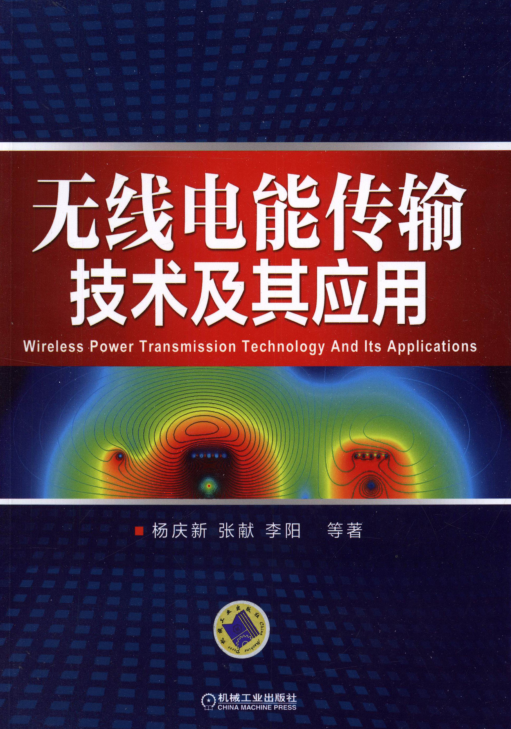 无线电能传输
技术及其应用
Wireless Power Transmission Technology And Its Applications
杨庆新 张献 李阳 等著
机械工业出版社
CHINA MACHINE PRESS